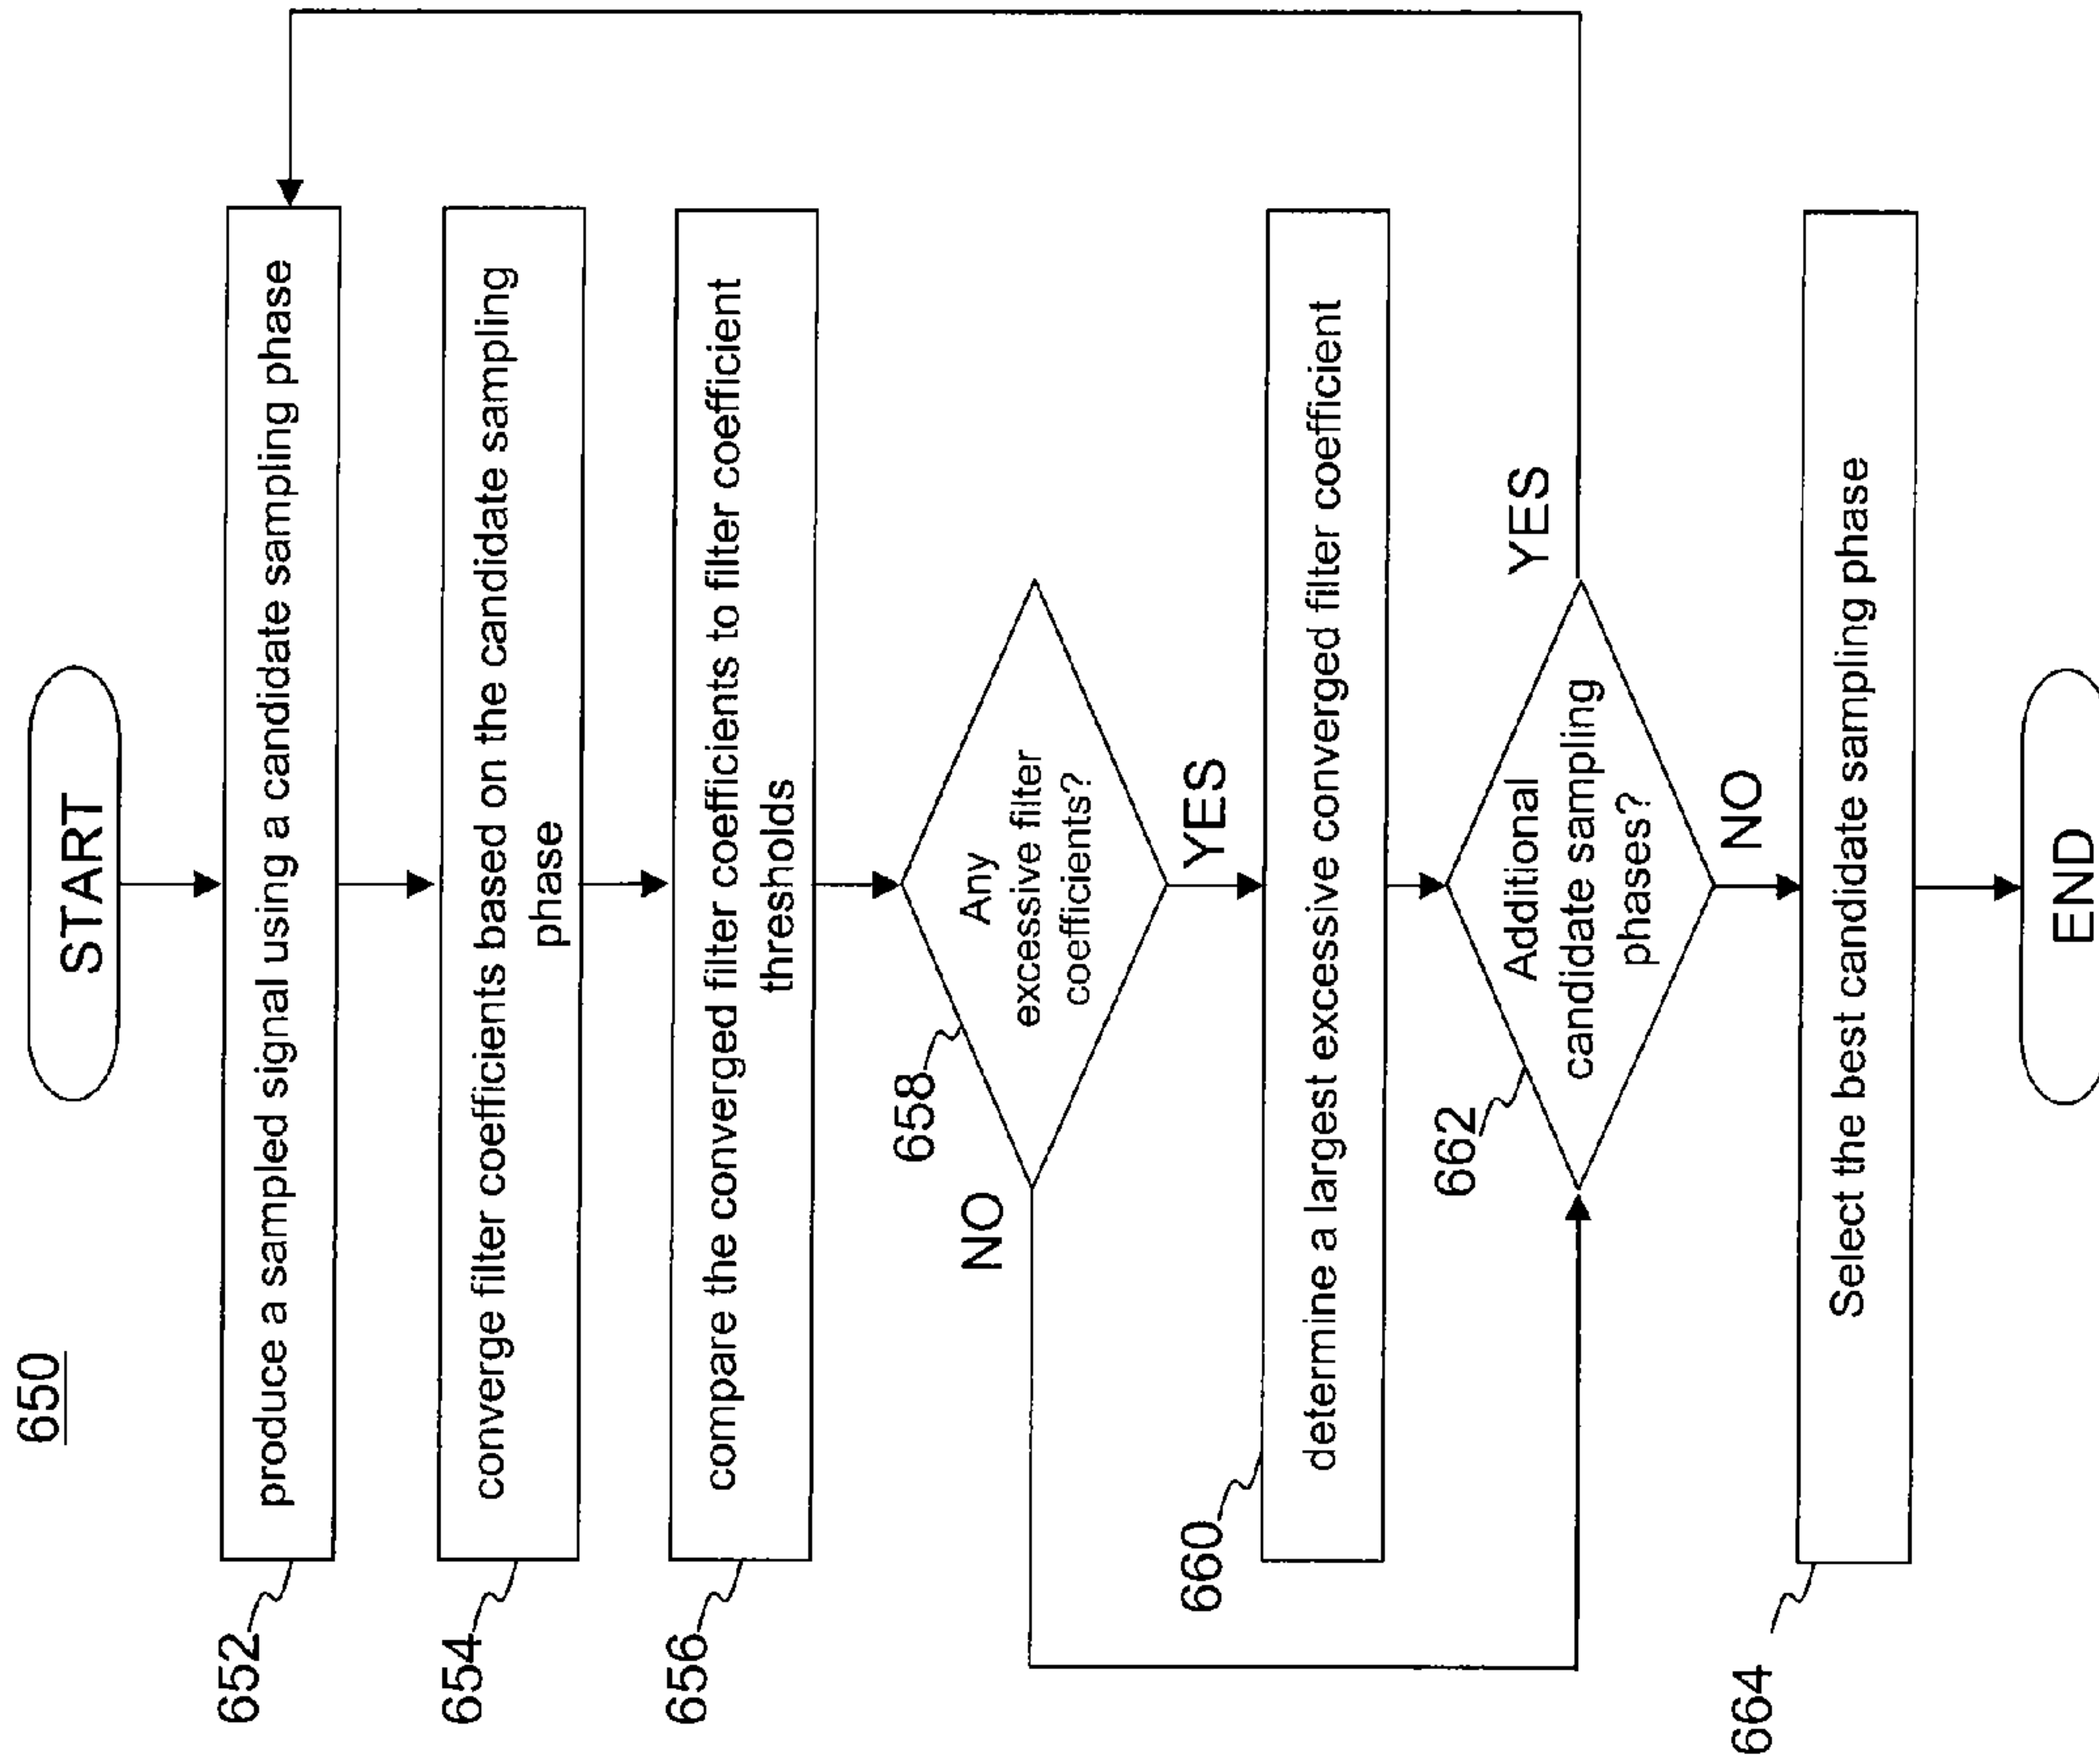 650
START
652
produce a sampled signal using a candidate sampling phase
654
converge filter coefficients based on the candidate sampling
phase
656
compare the converged filter coefficients to filter coefficient
thresholds
658
Any
excessive filter
coefficients?
NO
YES
660
determine a largest excessive converged filter coefficient
662
Additional
candidate sampling
phases?
YES
NO
664
Select the best candidate sampling phase
END